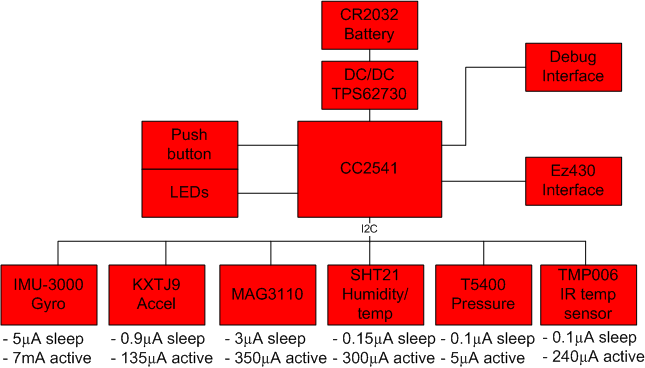 CR2032
Battery
DC/DC
TPS62730
Debug
Interface
Push
button
LEDs
CC2541
Ez430
Interface
I2C
IMU-3000
Gyro
KXTJ9
Accel
MAG3110
SHT21
Humidity/
temp
T5400
Pressure
TMP006
IR temp
sensor
- 5µA sleep
- 7mA active
- 0.9µA sleep
- 135µA active
- 3µA sleep
- 350µA active
- 0.15µA sleep
- 300µA active
- 0.1µA sleep
- 5µA active
- 0.1µA sleep
- 240µA active